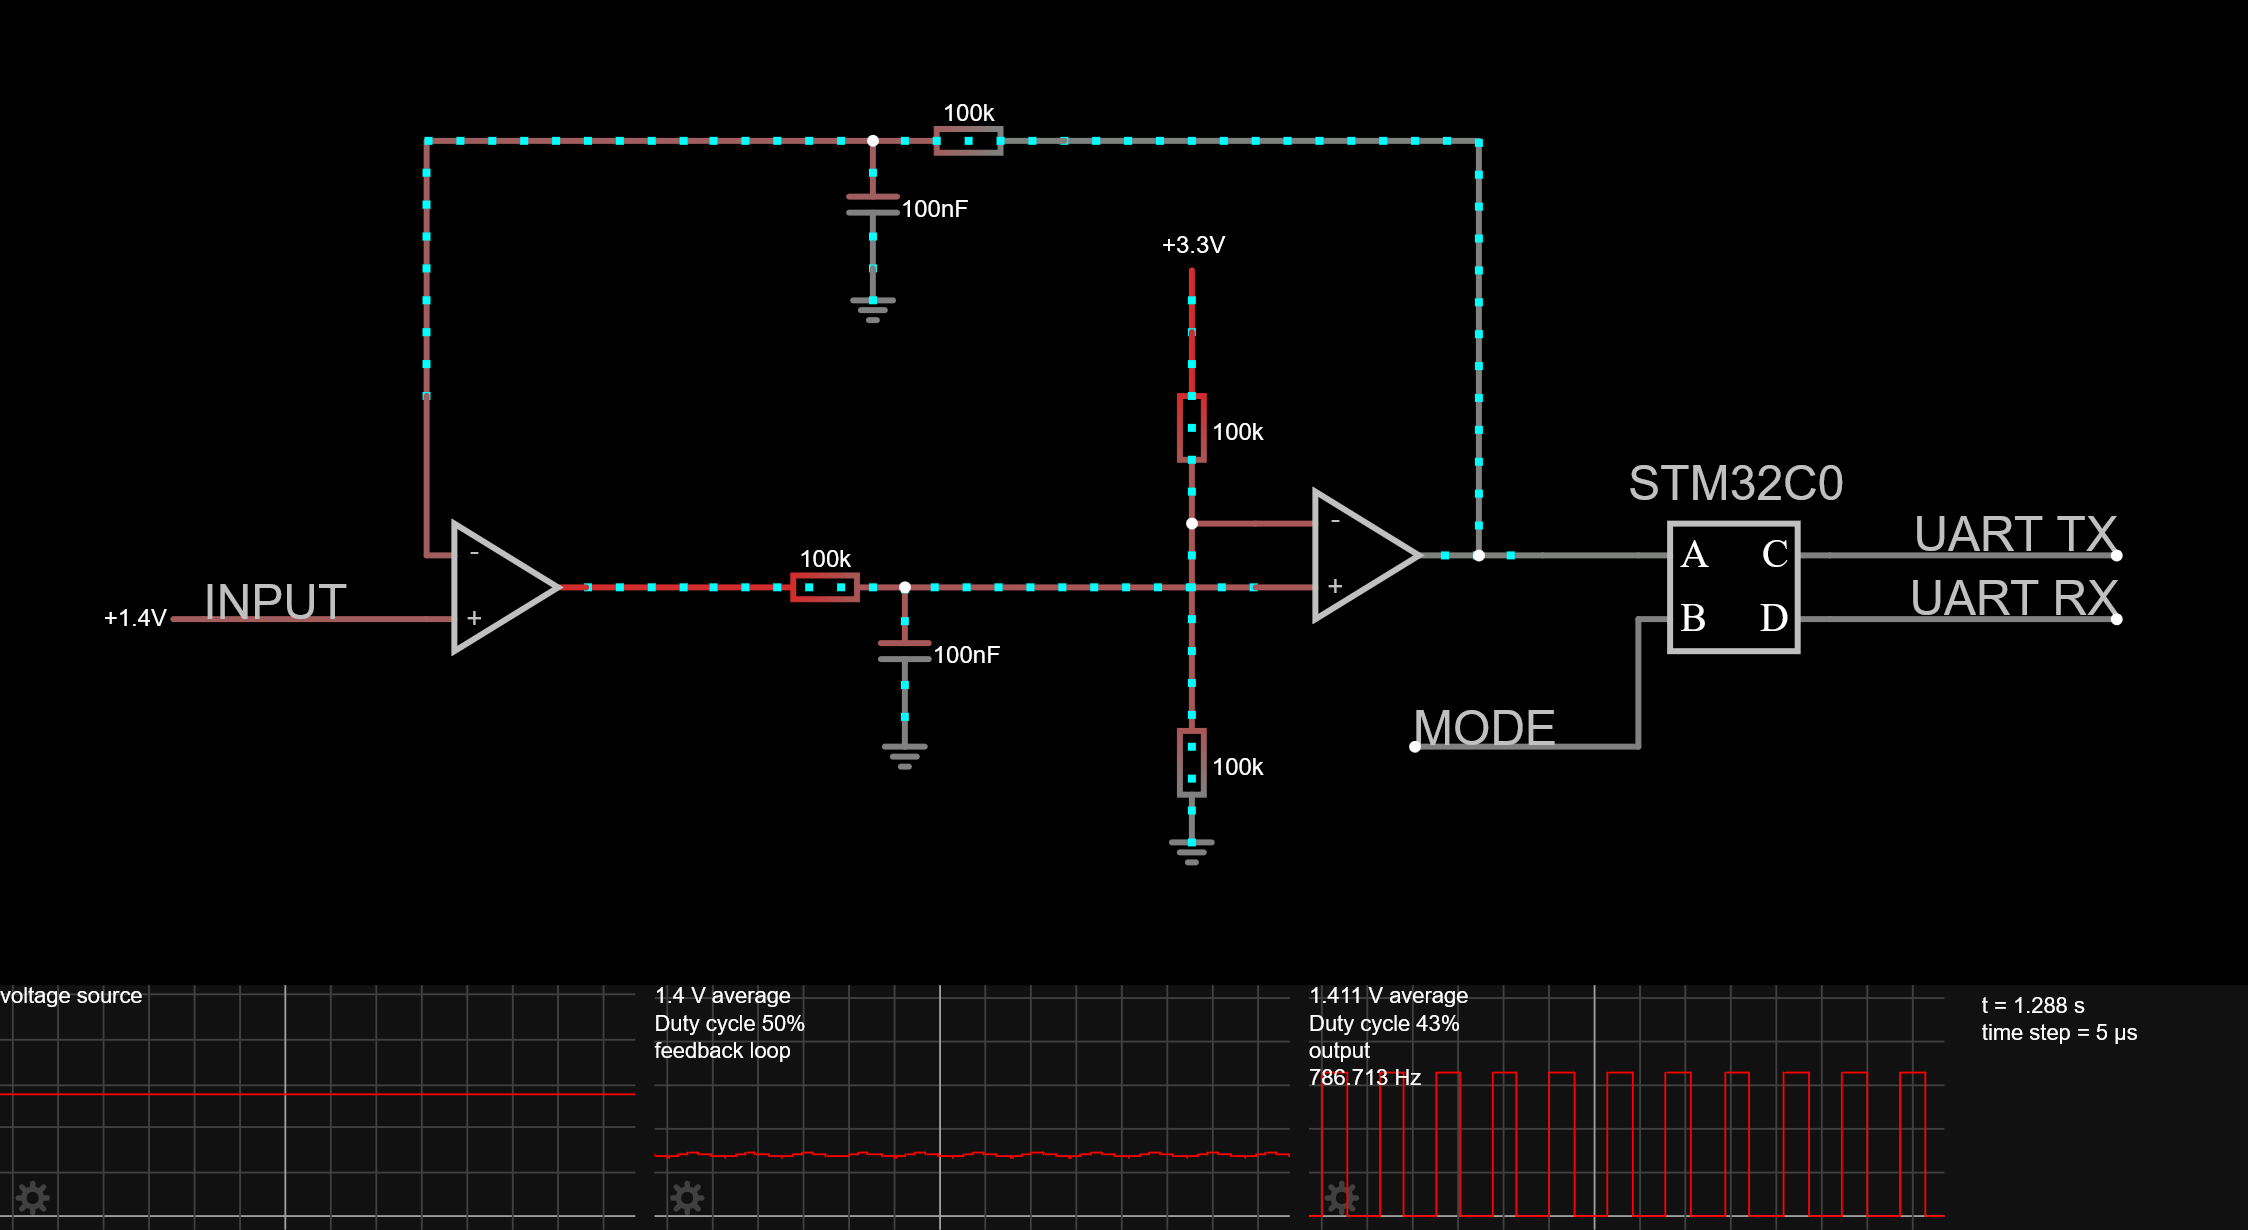 100k
100nF
+3.3V
100k
STM32C0
- 
A C
UART TX
-
100k
INPUT
+1.4V
+
+
B D
UART RX
100nF
MODE
100k
voltage source
1.4 V average
Duty cycle 50%
feedback loop
1.411 V average
Duty cycle 43%
output
786.713 Hz
t = 1.288 s
time step = 5 µs